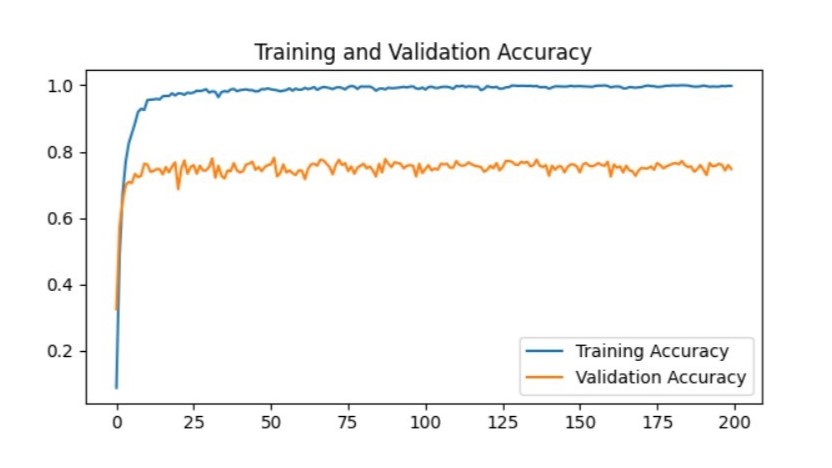 Training and Validation Accuracy
1.0
0.8
0.6
0.4
0.2
Training Accuracy
Validation Accuracy
0 25 50 75 100 125 150 175 200